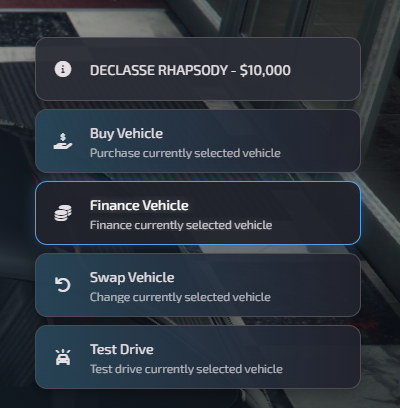 DECLASSE RHAPSODY - $10,000
Buy Vehicle
Purchase currently selected vehicle
Finance Vehicle
Finance currently selected vehicle
Swap Vehicle
Change currently selected vehicle
Test Drive
Test drive currently selected vehicle